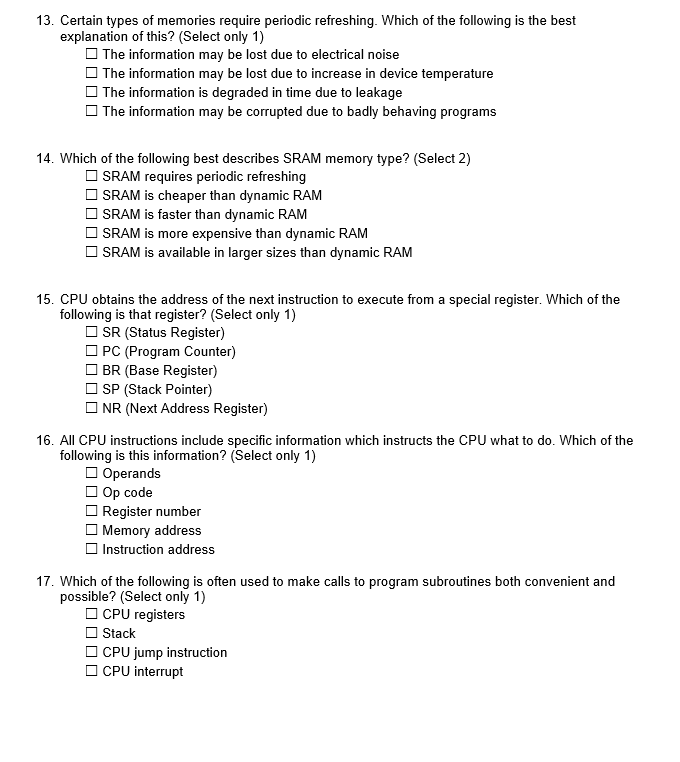 13. Certain types of memories require periodic refreshing. Which of the following is the best
explanation of this? (Select only 1)
☐ The information may be lost due to electrical noise
☐ The information may be lost due to increase in device temperature
☐ The information is degraded in time due to leakage
☐ The information may be corrupted due to badly behaving programs
14. Which of the following best describes SRAM memory type? (Select 2)
☐ SRAM requires periodic refreshing
☐ SRAM is cheaper than dynamic RAM
☐ SRAM is faster than dynamic RAM
☐ SRAM is more expensive than dynamic RAM
☐ SRAM is available in larger sizes than dynamic RAM
15. CPU obtains the address of the next instruction to execute from a special register. Which of the
following is that register? (Select only 1)
☐ SR (Status Register)
☐ PC (Program Counter)
☐ BR (Base Register)
☐ SP (Stack Pointer)
☐ NR (Next Address Register)
16. All CPU instructions include specific information which instructs the CPU what to do. Which of the
following is this information? (Select only 1)
☐ Operands
☐ Op code
☐ Register number
☐ Memory address
☐ Instruction address
17. Which of the following is often used to make calls to program subroutines both convenient and
possible? (Select only 1)
☐ CPU registers
☐ Stack
☐ CPU jump instruction
☐ CPU interrupt